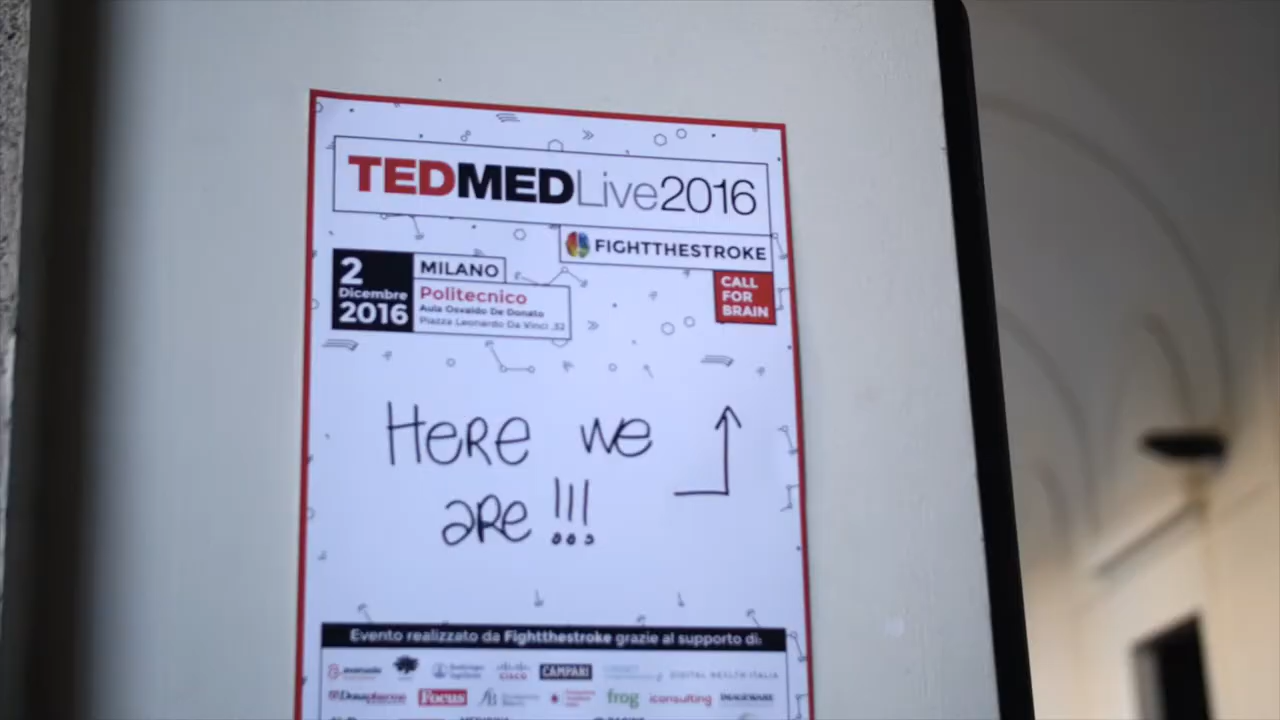 TEDMEDLive2016
FIGHTTHESTROKE
2
Dicembre
2016
MILANO
Politecnico
Aula Osvaldo De Donato
Piazza Leonardo Da Vinci ,32
CALL
FOR
BRAIN
Here we
are !!!
Evento realizzato da Fightthestroke grazie al supporto di:
CISCO CAMPARI DIGITAL HEALTH ITALIA
Dompharma Focus frog iconsulting IMAGEWARE